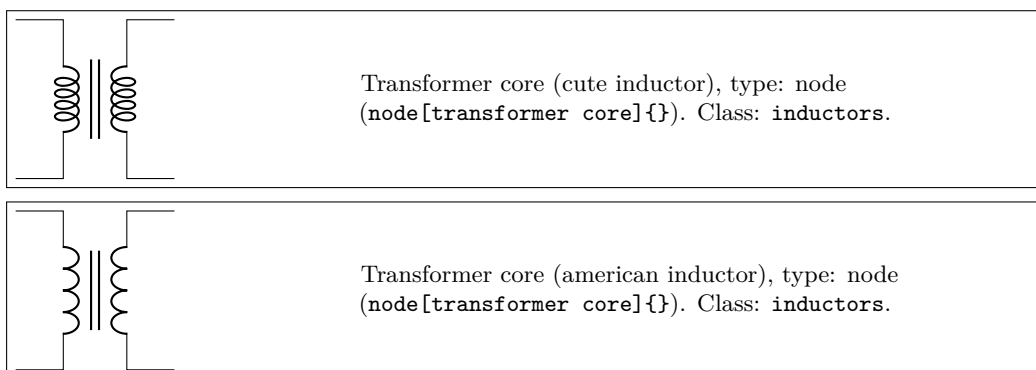 Transformer core (cute inductor), type: node
(node[transformer core]{}). Class: inductors.
Transformer core (american inductor), type: node
(node[transformer core]{}). Class: inductors.